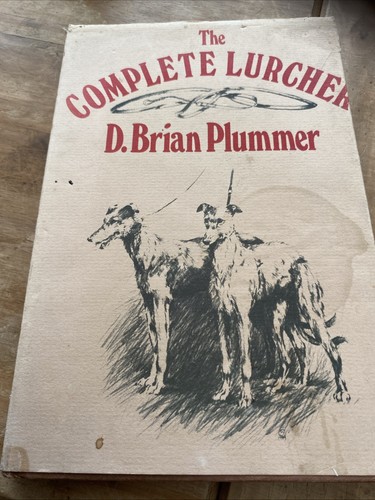 The
COMPLETE LURCHER
D. Brian Plummer